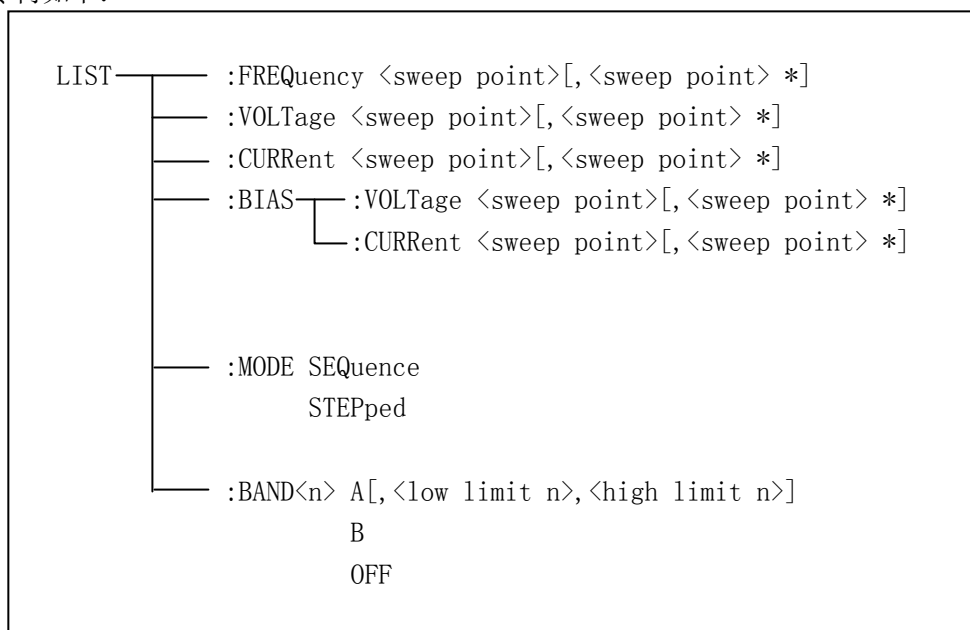 LIST :FREQuency <sweep point>[,<sweep point> *]
:VOLTage <sweep point>[,<sweep point> *]
:CURRent <sweep point>[,<sweep point> *]
:BIAS :VOLTage <sweep point>[,<sweep point> *]
:CURRent <sweep point>[,<sweep point> *]
:MODE SEQuence
STEPped
:BAND<n> A[,<low limit n>,<high limit n>]
B
OFF